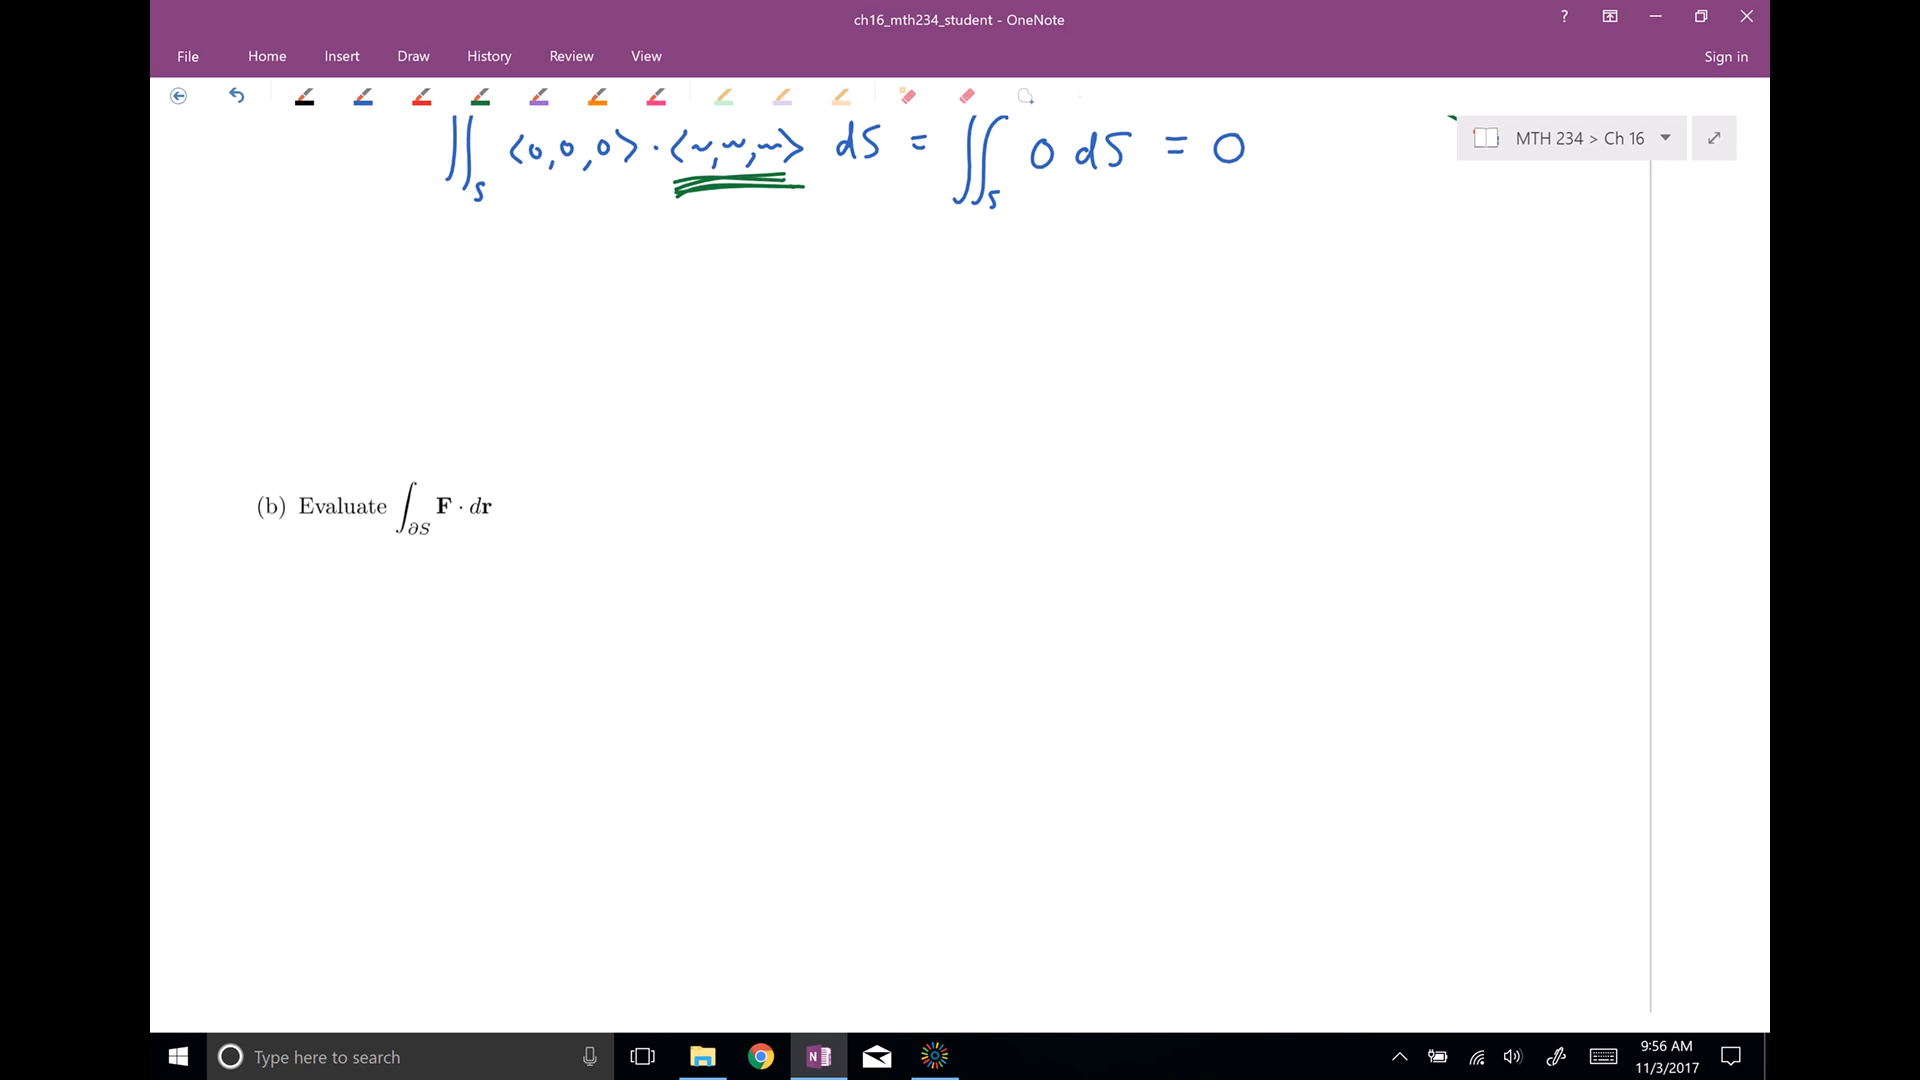 ch16_mth234_student - OneNote
?
File Home Insert Draw History Review View Sign in
MTH 234 > Ch 16
∬_S <0,0,0> · <~,~,~> dS = ∬_S 0 dS = 0
(b) Evaluate ∫_∂S F · dr
Type here to search
N
9:56 AM
11/3/2017